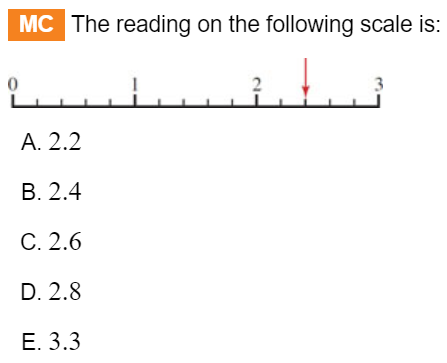 MC The reading on the following scale is:
0 1 2 3
A. 2.2
B. 2.4
C. 2.6
D. 2.8
E. 3.3